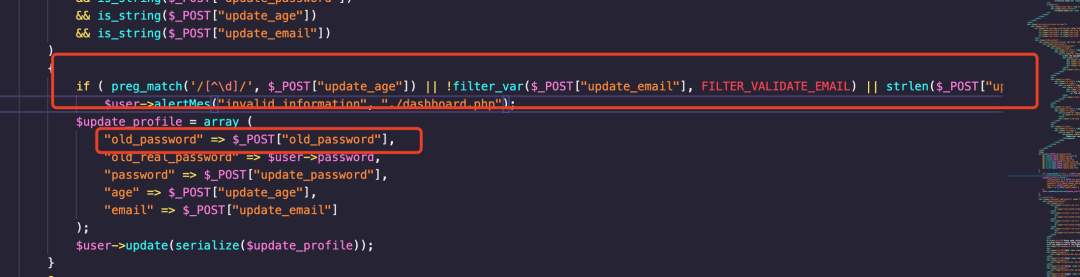 && is_string($_POST["update_password"])
&& is_string($_POST["update_age"])
&& is_string($_POST["update_email"])
)
{
if ( preg_match('/[^\d]/', $_POST["update_age"]) || !filter_var($_POST["update_email"], FILTER_VALIDATE_EMAIL) || strlen($_POST["up
$user->alertMes("invalid information", "./dashboard.php");
$update_profile = array (
"old_password" => $_POST["old_password"],
"old_real_password" => $user->password,
"password" => $_POST["update_password"],
"age" => $_POST["update_age"],
"email" => $_POST["update_email"]
);
$user->update(serialize($update_profile));
}